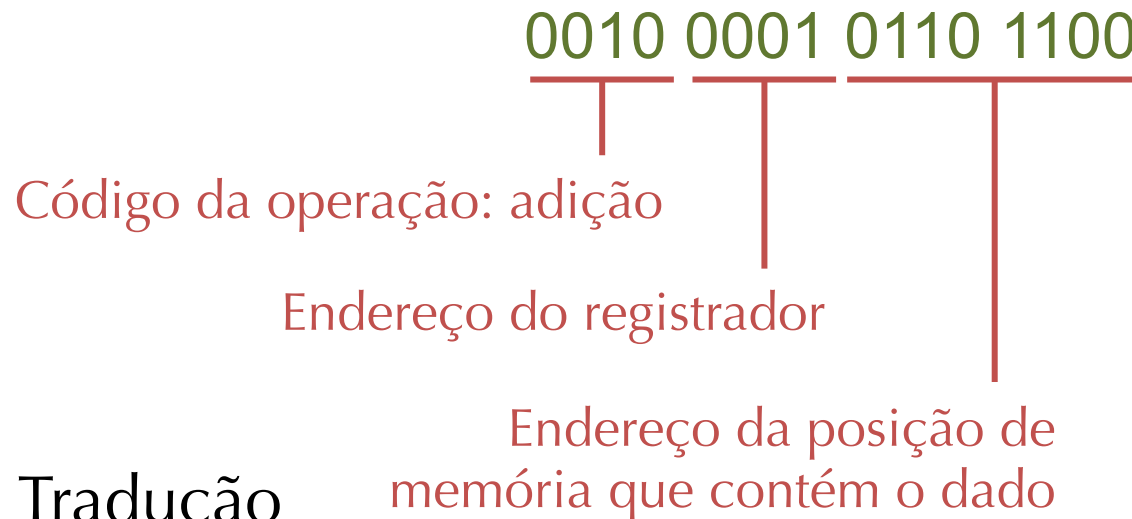 0010 0001 0110 1100
Código da operação: adição
Endereço do registrador
Endereço da posição de
memória que contém o dado
Tradução